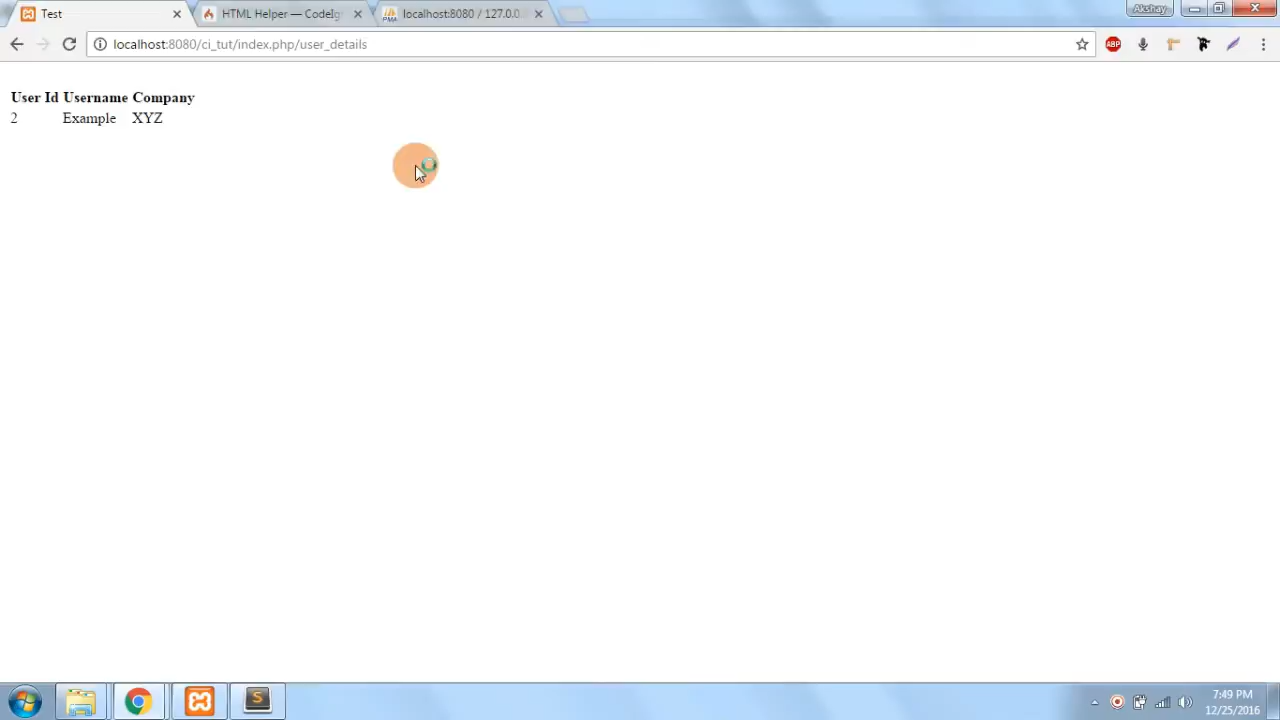 Test
HTML Helper — CodeIg
localhost:8080 / 127.0.0
Akshay
localhost:8080/ci_tut/index.php/user_details
ABP
User Id Username Company
2 Example XYZ
7:49 PM
12/25/2016